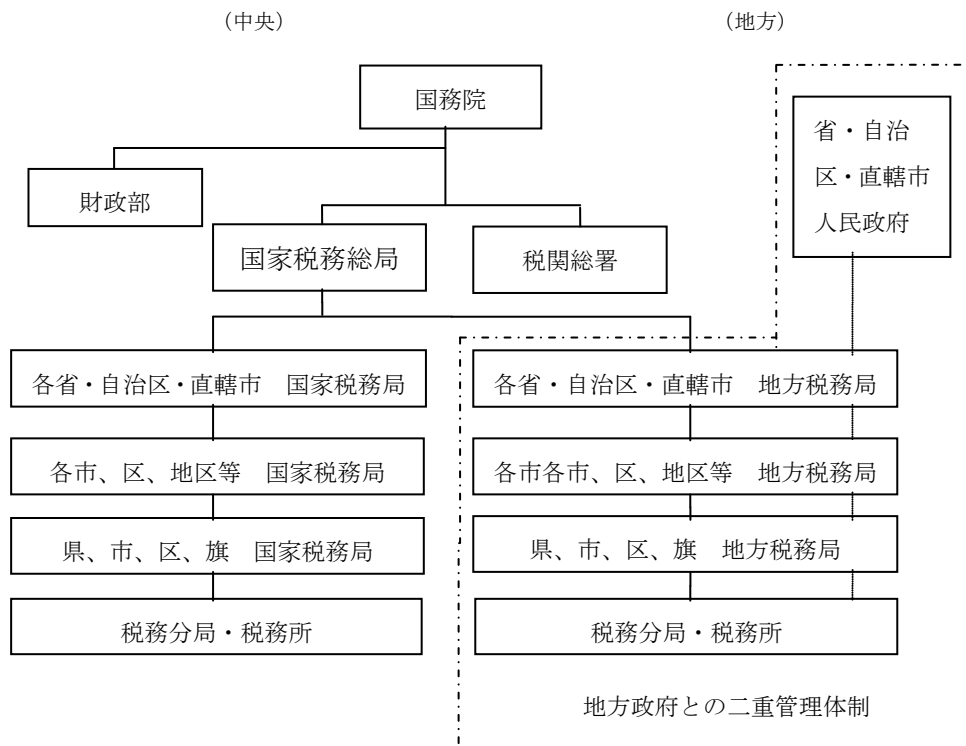 (中央)
(地方)
国務院
省・自治
区・直轄市
人民政府
財政部
国家税務総局
税関総署
各省・自治区・直轄市 国家税務局
各省・自治区・直轄市 地方税務局
各市、区、地区等 国家税務局
各市各市、区、地区等 地方税務局
県、市、区、旗 国家税務局
県、市、区、旗 地方税務局
税務分局・税務所
税務分局・税務所
地方政府との二重管理体制